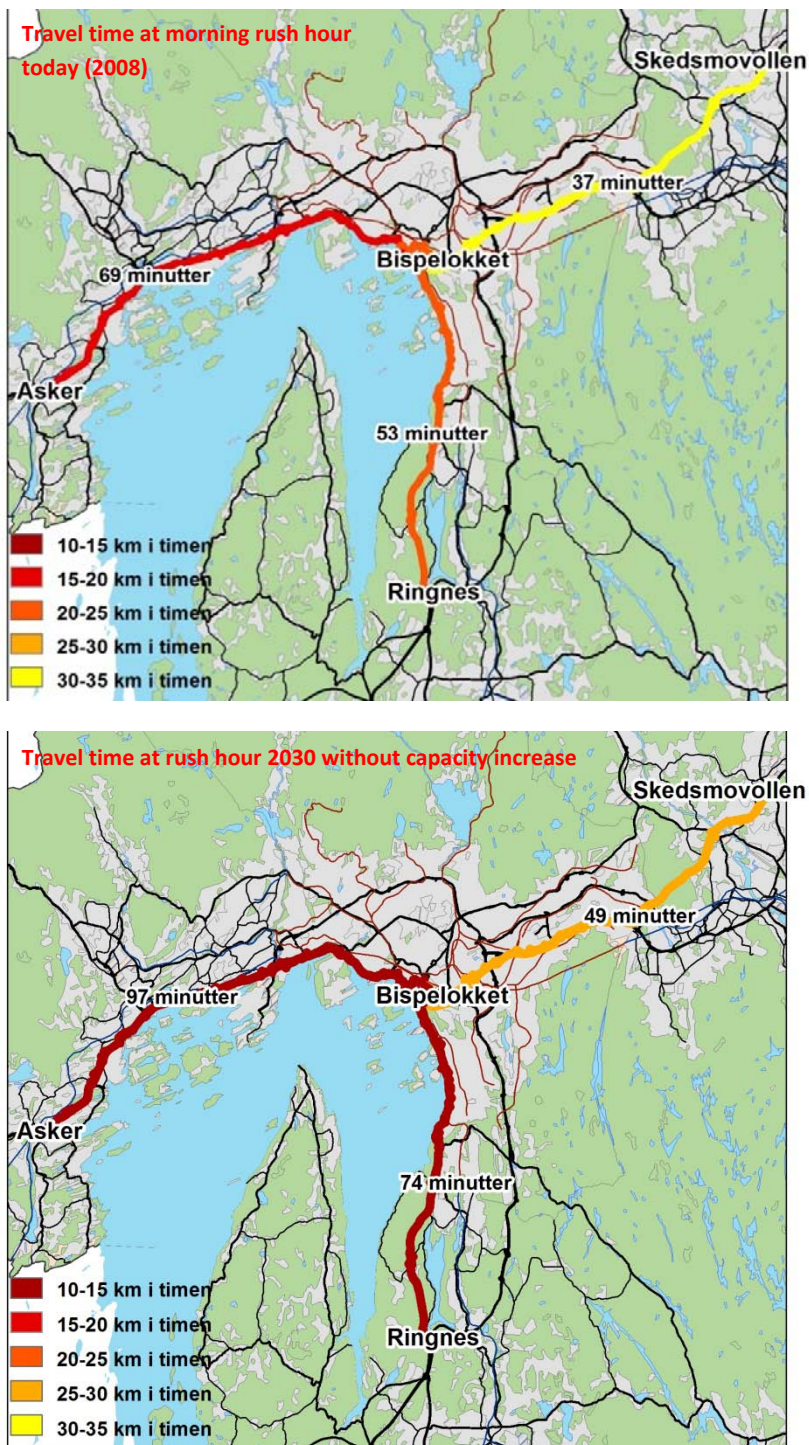 Travel time at morning rush hour
today (2008)
Skedsmovollen
37 minutter
Bispelokket
69 minutter
Asker
53 minutter
Ringnes
10-15 km i timen
15-20 km i timen
20-25 km i timen
25-30 km i timen
30-35 km i timen
Travel time at rush hour 2030 without capacity increase
Skedsmovollen
49 minutter
Bispelokket
97 minutter
Asker
74 minutter
Ringnes
10-15 km i timen
15-20 km i timen
20-25 km i timen
25-30 km i timen
30-35 km i timen